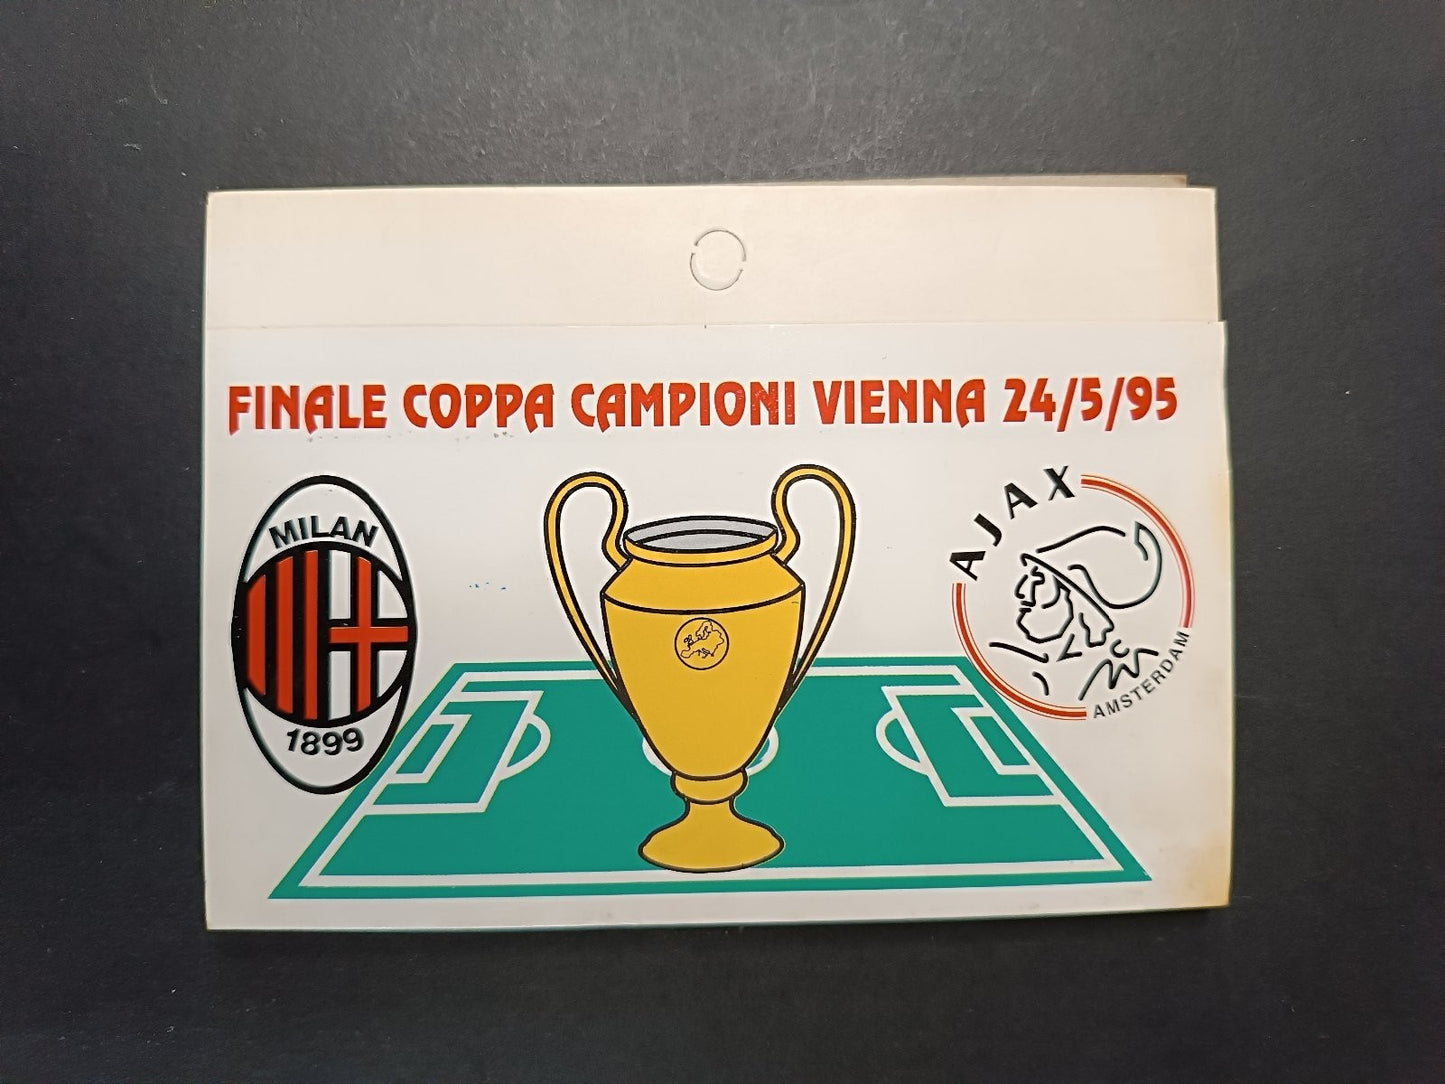 FINALE COPPA CAMPIONI VIENNA 24/5/95
MILAN
1899
AJAX
AMSTERDAM